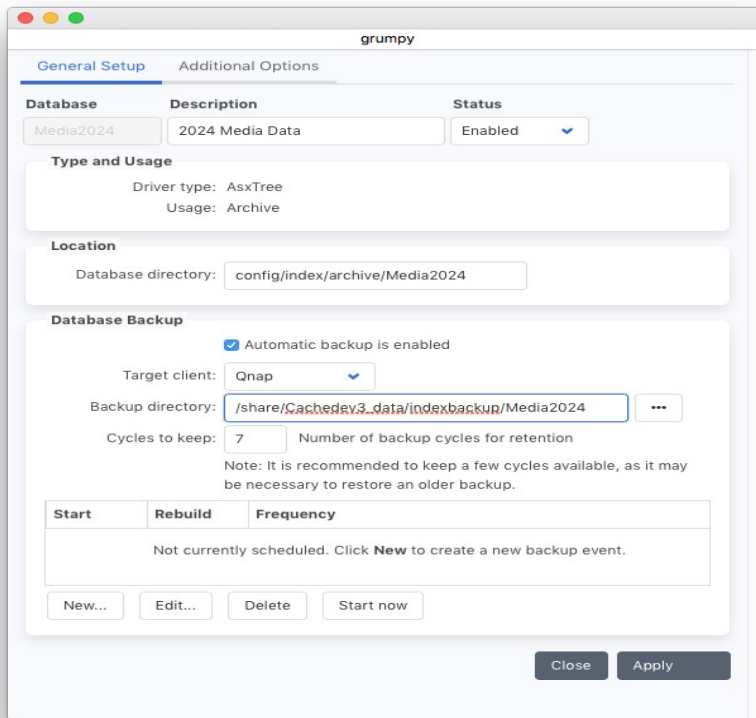 grumpy
General Setup Additional Options
Database Description Status
Media2024 2024 Media Data Enabled
Type and Usage
Driver type: AsxTree
Usage: Archive
Location
Database directory: config/index/archive/Media2024
Database Backup
Automatic backup is enabled
Target client: Qnap
Backup directory: /share/Cachedev3_data/indexbackup/Media2024 •••
Cycles to keep: 7 Number of backup cycles for retention
Note: It is recommended to keep a few cycles available, as it may
be necessary to restore an older backup.
Start Rebuild Frequency
Not currently scheduled. Click New to create a new backup event.
New... Edit... Delete Start now
Close Apply